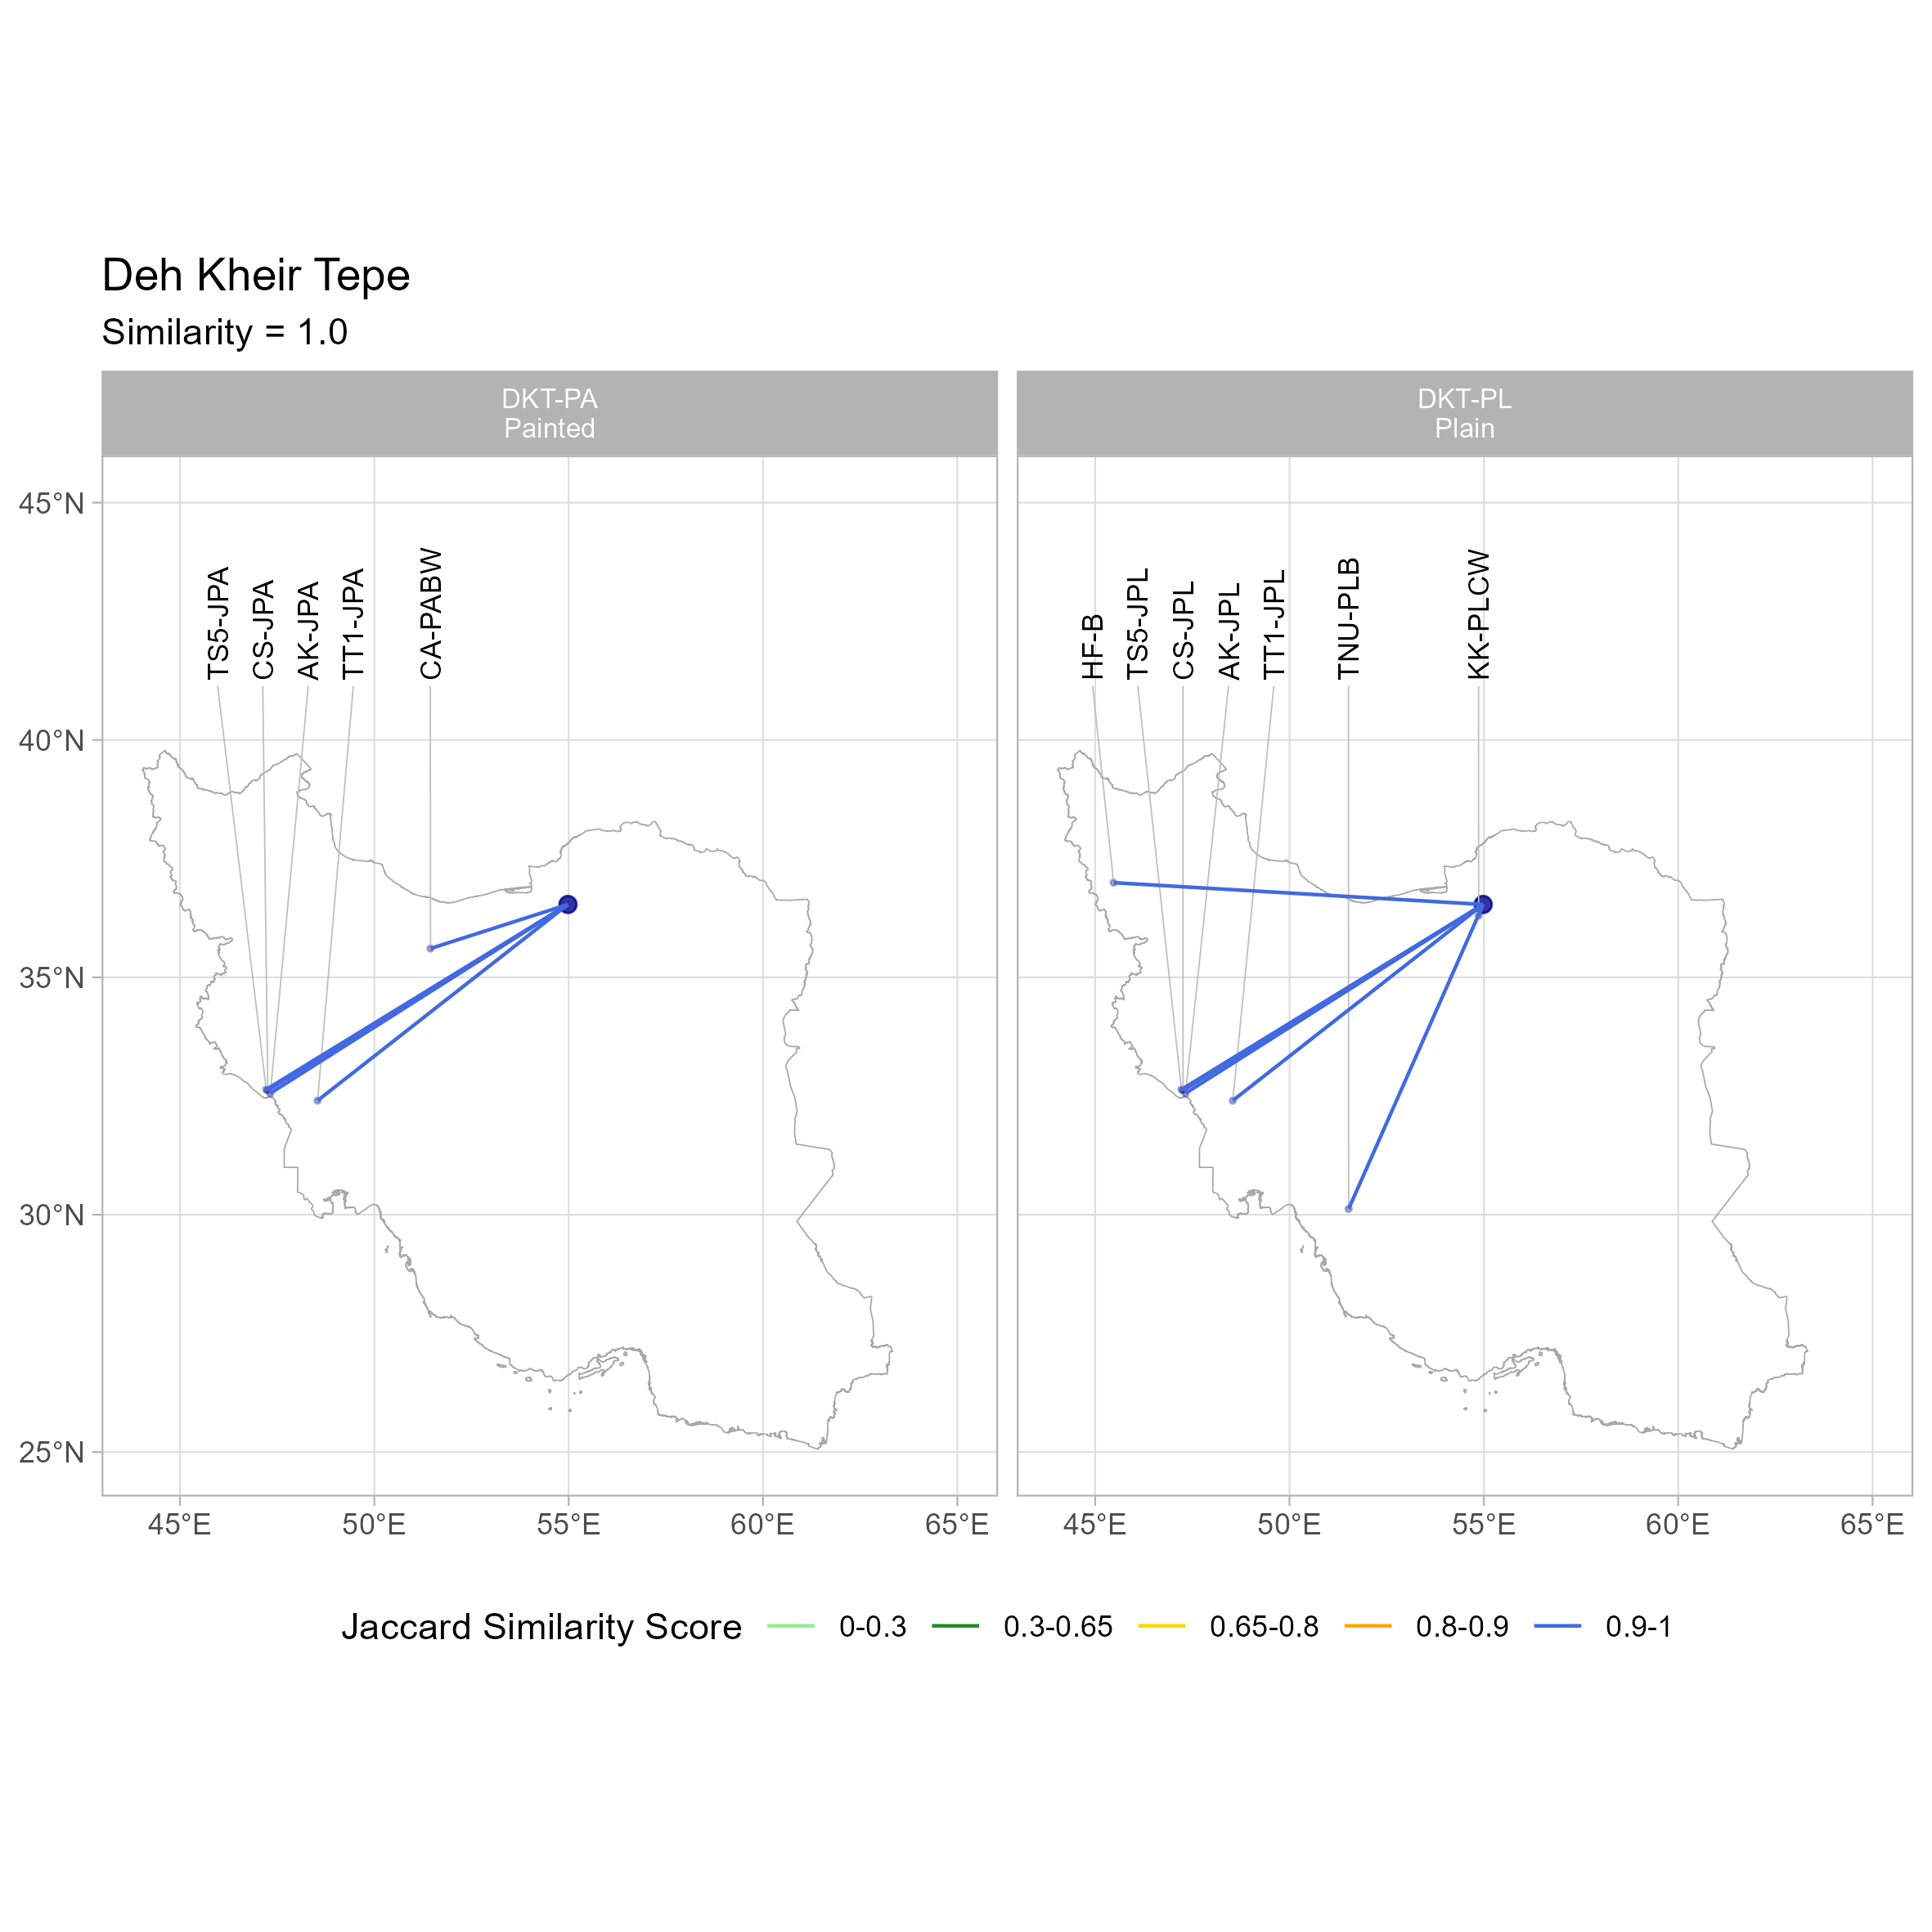 Deh Kheir Tepe
Similarity = 1.0
DKT-PA
Painted
DKT-PL
Plain
45°N
40°N
35°N
30°N
25°N
TS5-JPA
CS-JPA
AK-JPA
TT1-JPA
CA-PABW
HF-B
TS5-JPL
CS-JPL
AK-JPL
TT1-JPL
TNU-PLB
KK-PLCW
45°E 50°E 55°E 60°E 65°E
45°E 50°E 55°E 60°E 65°E
Jaccard Similarity Score 0-0.3 0.3-0.65 0.65-0.8 0.8-0.9 0.9-1